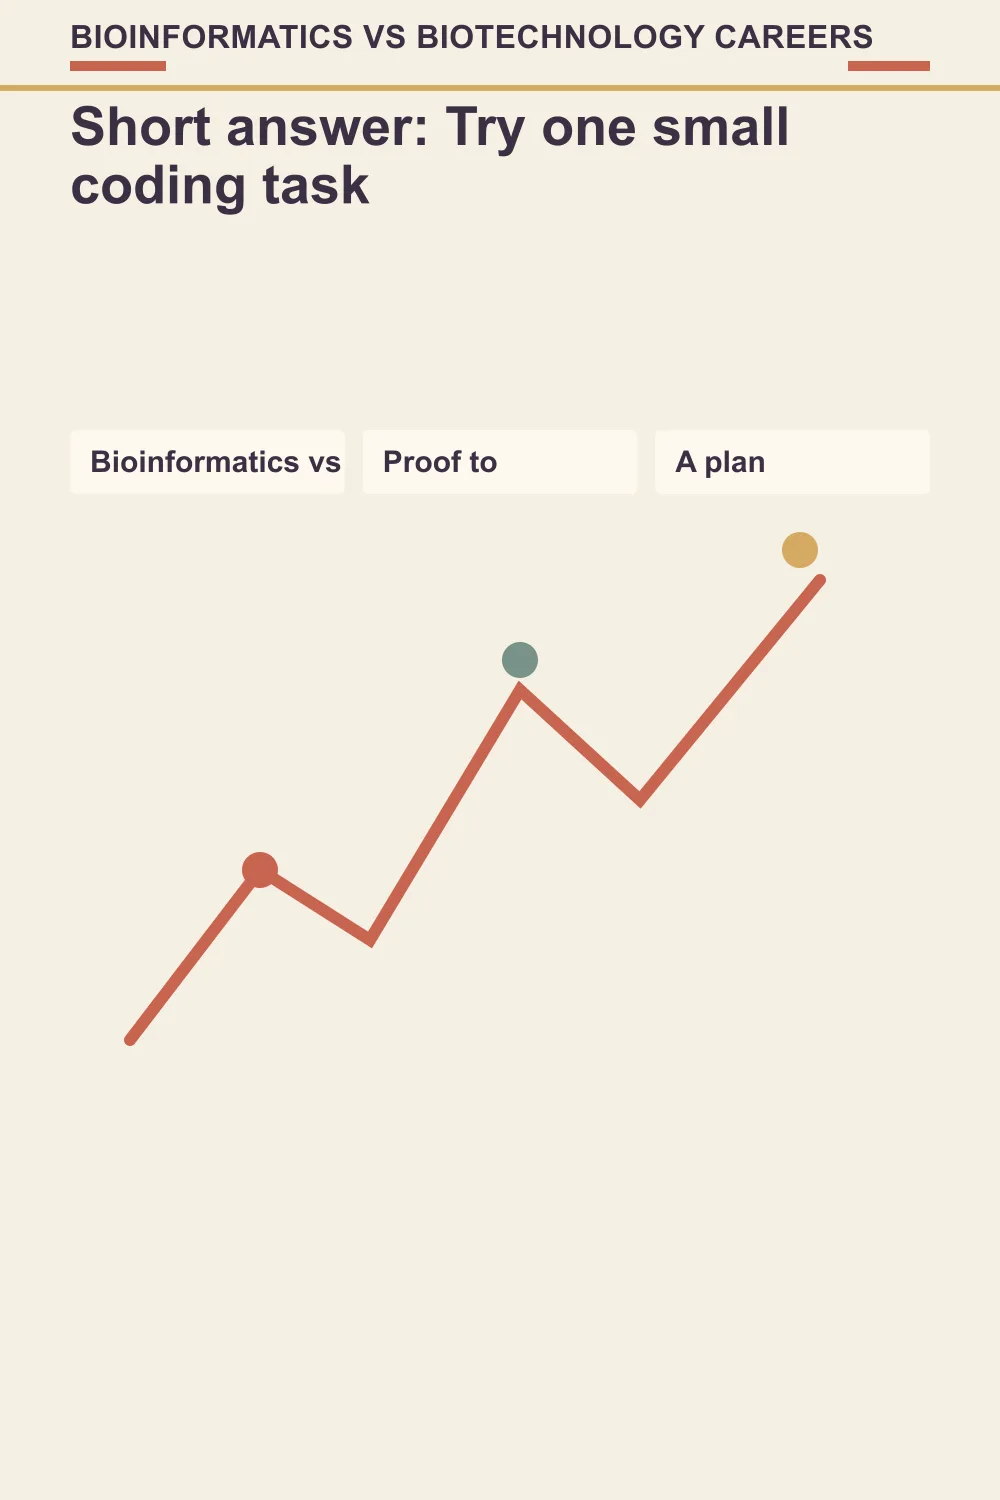 BIOINFORMATICS VS BIOTECHNOLOGY CAREERS
Short answer: Try one small
coding task
Bioinformatics vs
Proof to
A plan